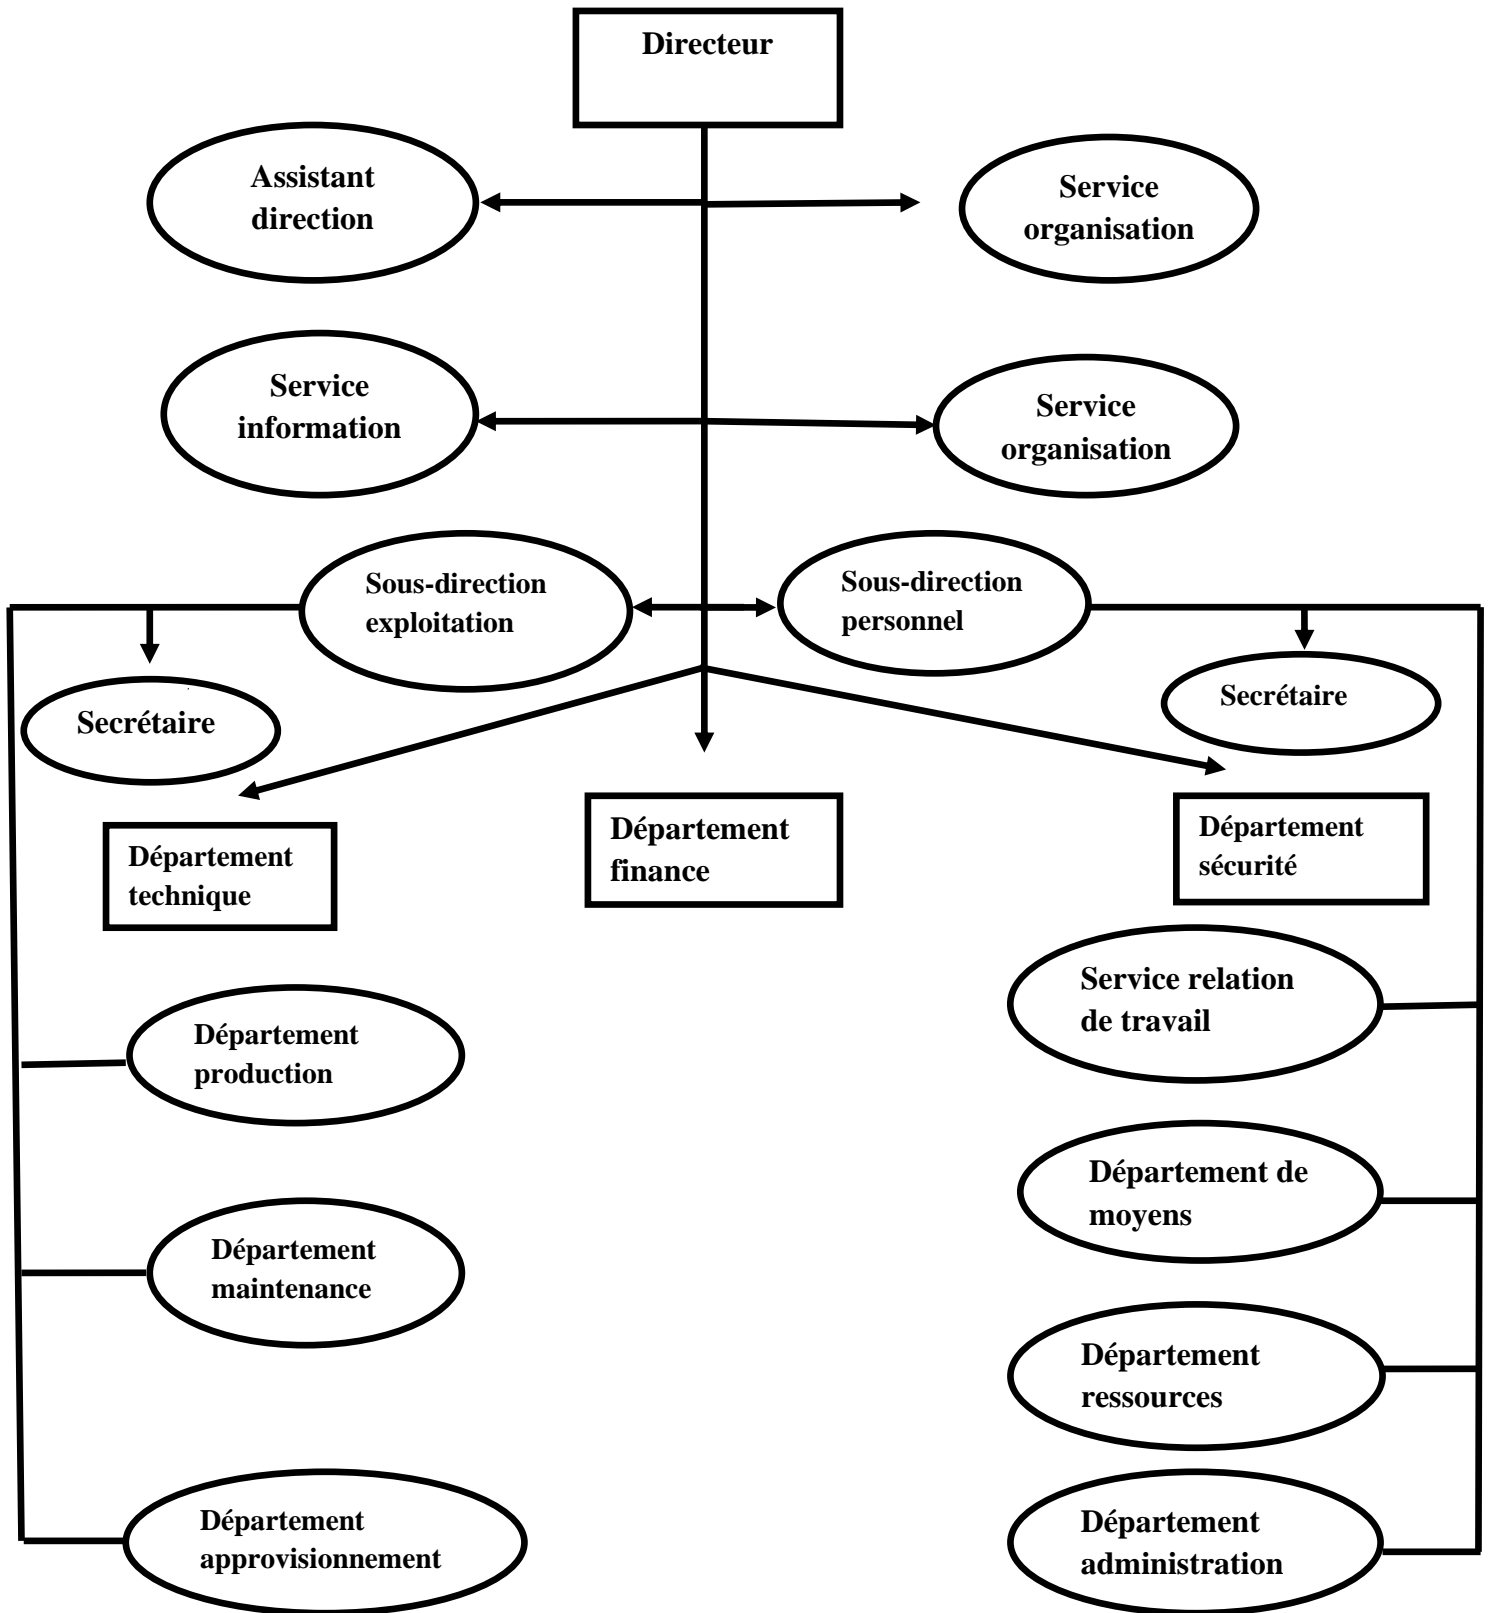 Directeur
Assistant
direction
Service
organisation
Service
information
Service
organisation
Sous-direction
exploitation
Sous-direction
personnel
Secrétaire
Secrétaire
Département
technique
Département
finance
Département
sécurité
Service relation
de travail
Département
production
Département de
moyens
Département
maintenance
Département
ressources
Département
approvisionnement
Département
administration